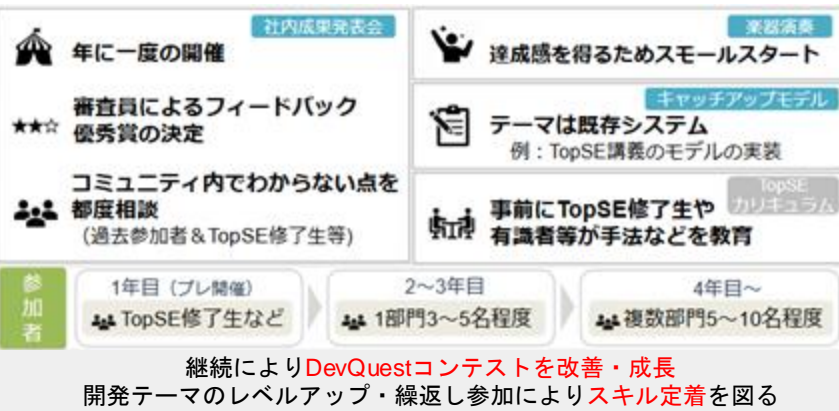 社内成果発表会
年に一度の開催
審査員によるフィードバック
優秀賞の決定
コミュニティ内でわからない点を
都度相談
(過去参加者＆TopSE修了生等)
楽器演奏
達成感を得るためスモールスタート
キャッチアップモデル
テーマは既存システム
例：TopSE講義のモデルの実装
TopSE
カリキュラム
事前にTopSE修了生や
有識者等が手法などを教育
参加者
1年目（プレ開催）
TopSE修了生など
2～3年目
1部門3～5名程度
4年目～
複数部門5～10名程度
継続によりDevQuestコンテストを改善・成長
開発テーマのレベルアップ・繰返し参加によりスキル定着を図る